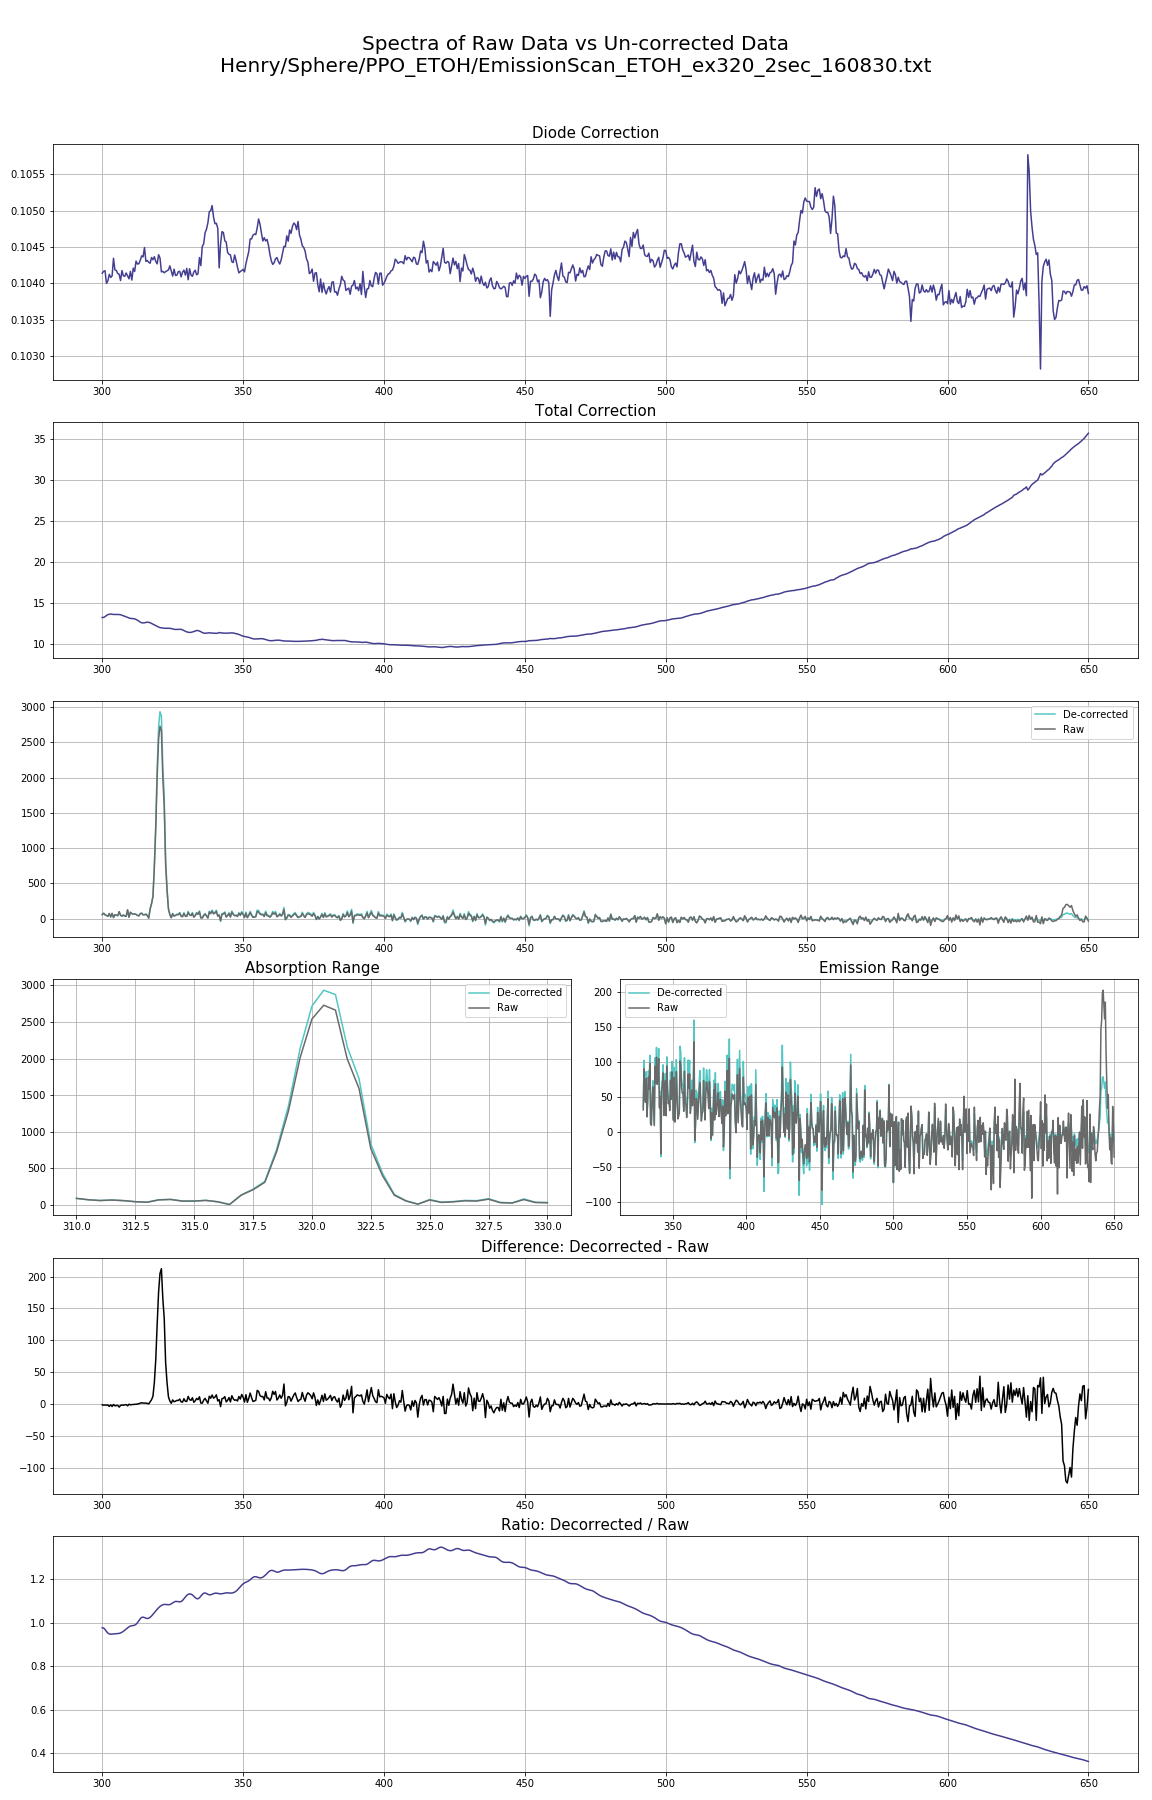 Spectra of Raw Data vs Un-corrected Data
Henry/Sphere/PPO_ETOH/EmissionScan_ETOH_ex320_2sec_160830.txt
Diode Correction
0.1055
0.1050
0.1045
0.1040
0.1035
0.1030
300 350 400 450 500 550 600 650
Total Correction
35
30
25
20
15
10
300 350 400 450 500 550 600 650
De-corrected
Raw
3000
2500
2000
1500
1000
500
0
300 350 400 450 500 550 600 650
Absorption Range
De-corrected
Raw
3000
2500
2000
1500
1000
500
0
310.0 312.5 315.0 317.5 320.0 322.5 325.0 327.5 330.0
Emission Range
De-corrected
Raw
200
150
100
50
0
−50
−100
350 400 450 500 550 600 650
Difference: Decorrected - Raw
200
150
100
50
0
−50
−100
300 350 400 450 500 550 600 650
Ratio: Decorrected / Raw
1.2
1.0
0.8
0.6
0.4
300 350 400 450 500 550 600 650